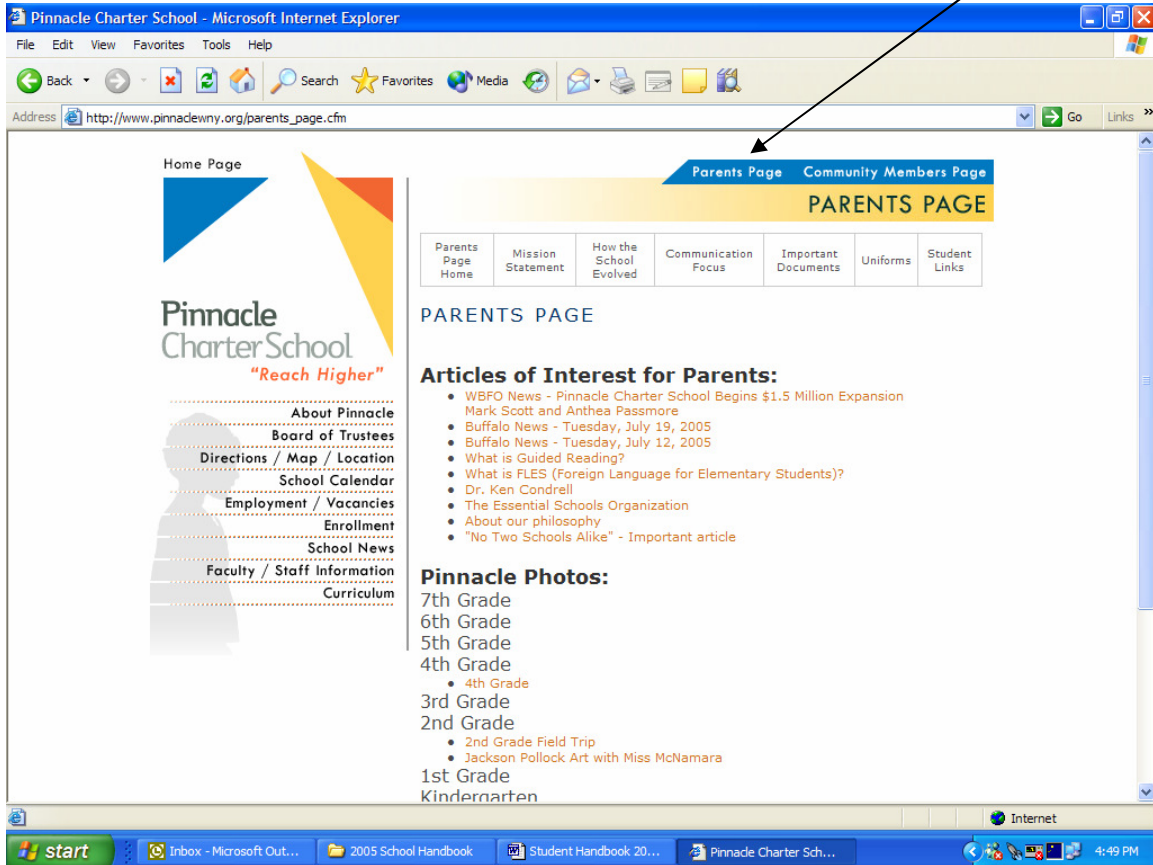 Pinnacle Charter School - Microsoft Internet Explorer
File Edit View Favorites Tools Help
Back Search Favorites Media
Address http://www.pinnaclewny.org/parents_page.cfm Go Links »
Home Page
Parents Page Community Members Page
PARENTS PAGE
Parents Page Home
Mission Statement
How the School Evolved
Communication Focus
Important Documents
Uniforms
Student Links
Pinnacle
Charter School
"Reach Higher"
About Pinnacle
Board of Trustees
Directions / Map / Location
School Calendar
Employment / Vacancies
Enrollment
School News
Faculty / Staff Information
Curriculum
PARENTS PAGE
Articles of Interest for Parents:
WBFO News - Pinnacle Charter School Begins $1.5 Million Expansion
Mark Scott and Anthea Passmore
Buffalo News - Tuesday, July 19, 2005
Buffalo News - Tuesday, July 12, 2005
What is Guided Reading?
What is FLES (Foreign Language for Elementary Students)?
Dr. Ken Condrell
The Essential Schools Organization
About our philosophy
"No Two Schools Alike" - Important article
Pinnacle Photos:
7th Grade
6th Grade
5th Grade
4th Grade
4th Grade
3rd Grade
2nd Grade
2nd Grade Field Trip
Jackson Pollock Art with Miss McNamara
1st Grade
Kindergarten
Internet
start Inbox - Microsoft Out... 2005 School Handbook Student Handbook 20... Pinnacle Charter Sch... 4:49 PM